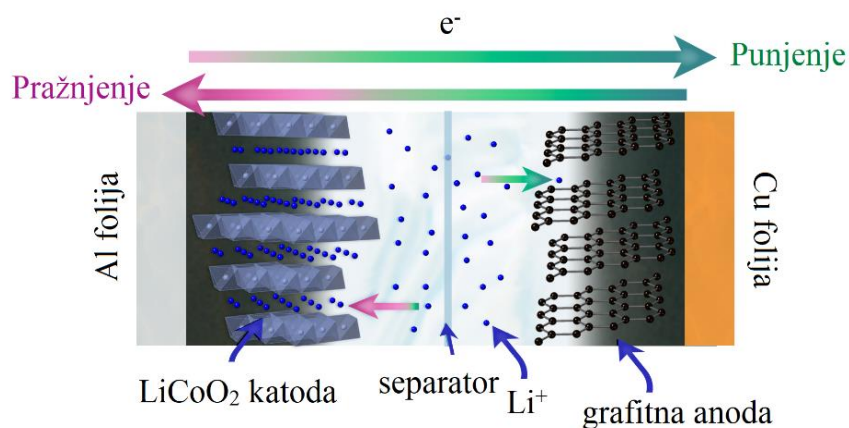 e⁻
Punjenje
Pražnjenje
Al folija
Cu folija
LiCoO₂ katoda
separator
Li⁺
grafitna anoda